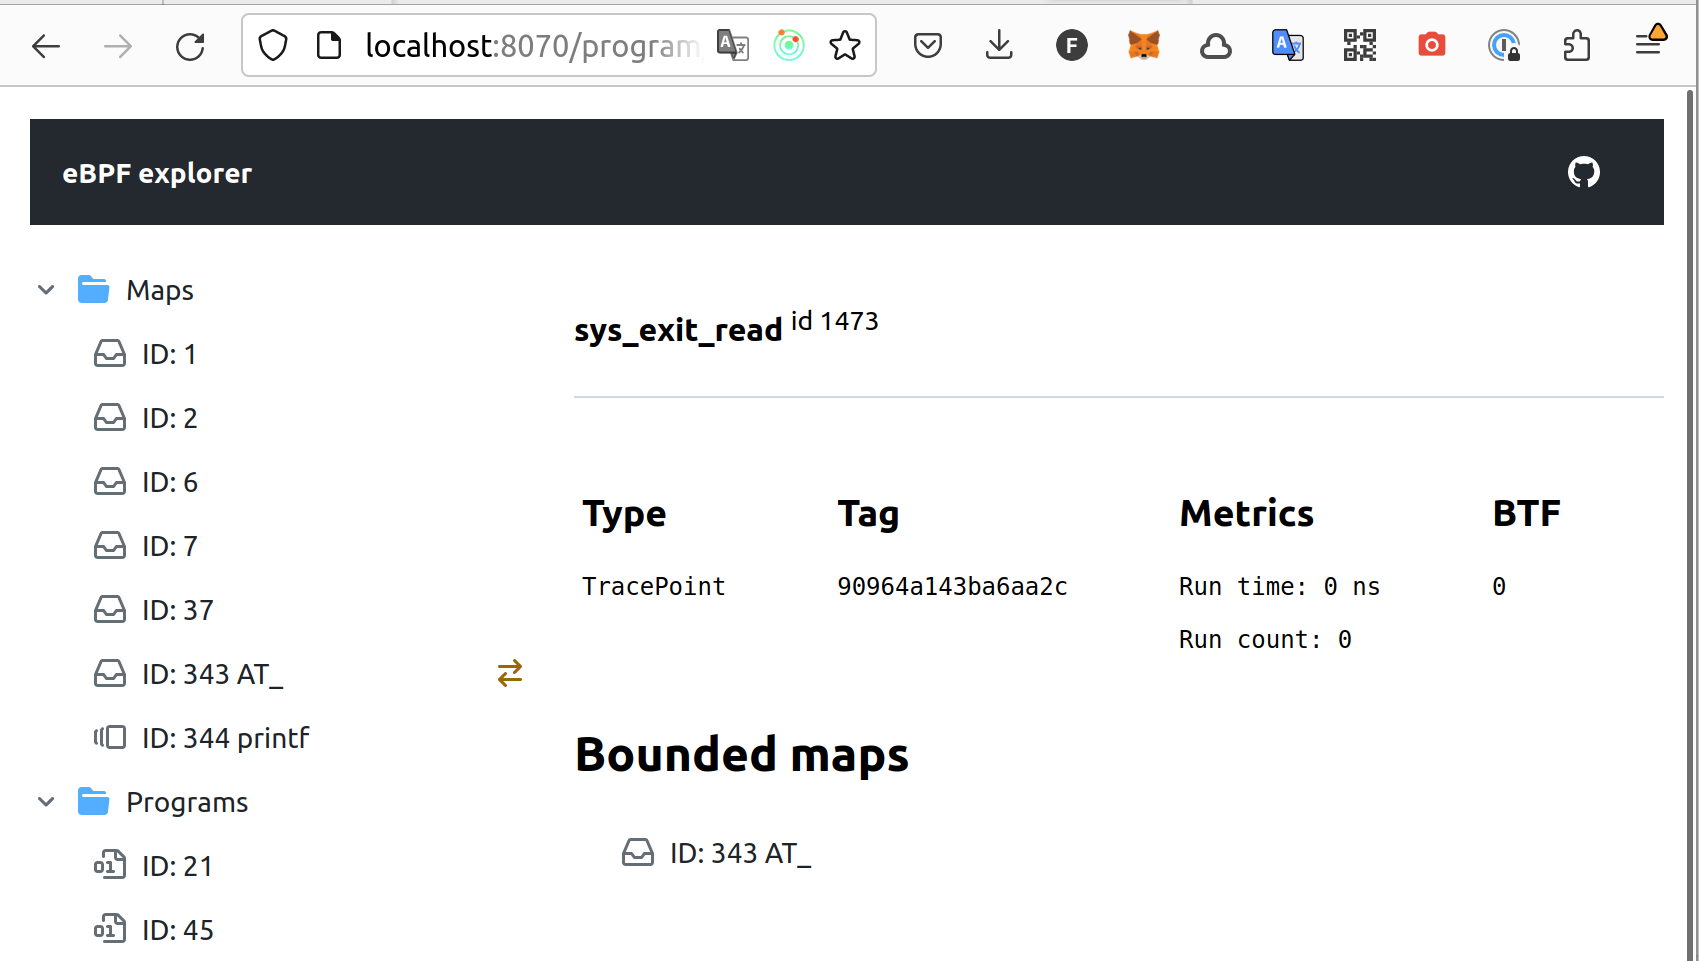 localhost:8070/program
eBPF explorer
Maps
ID: 1
ID: 2
ID: 6
ID: 7
ID: 37
ID: 343 AT_
ID: 344 printf
Programs
ID: 21
ID: 45
sys_exit_read id 1473
Type Tag Metrics BTF
TracePoint 90964a143ba6aa2c Run time: 0 ns 0
Run count: 0
Bounded maps
ID: 343 AT_